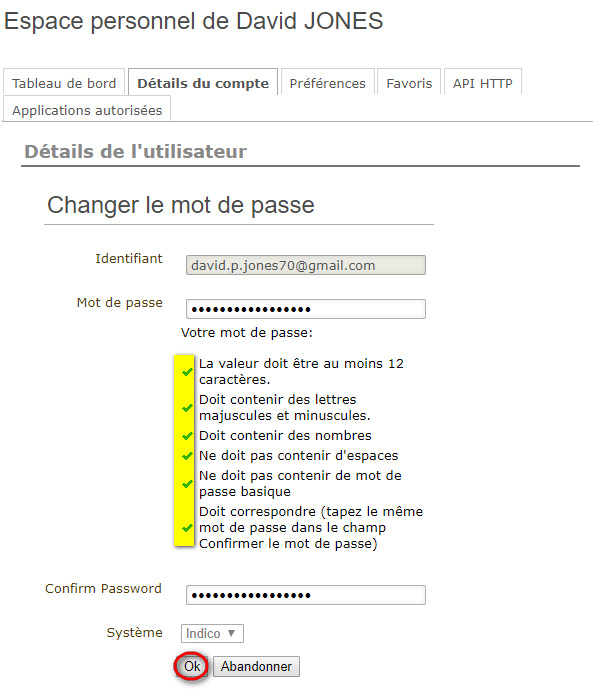 Espace personnel de David JONES
Tableau de bord
Détails du compte
Préférences
Favoris
API HTTP
Applications autorisées
Détails de l'utilisateur
Changer le mot de passe
Identifiant
david.p.jones70@gmail.com
Mot de passe
•••••••••••••••••
Votre mot de passe:
La valeur doit être au moins 12
caractères.
Doit contenir des lettres
majuscules et minuscules.
Doit contenir des nombres
Ne doit pas contenir d'espaces
Ne doit pas contenir de mot de
passe basique
Doit correspondre (tapez le même
mot de passe dans le champ
Confirmer le mot de passe)
Confirm Password
•••••••••••••••••
Système
Indico ▼
Ok
Abandonner